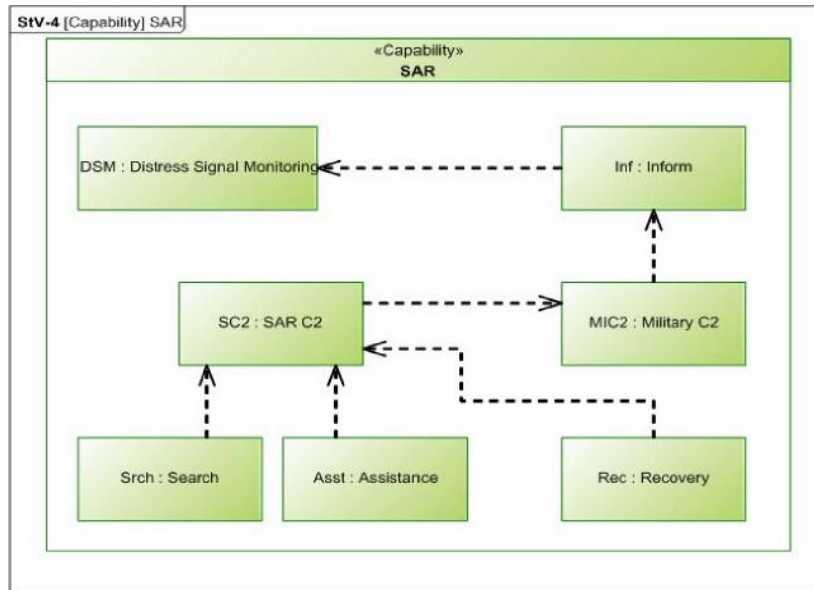 StV-4 [Capability] SAR
«Capability»
SAR
DSM : Distress Signal Monitoring
Inf : Inform
SC2 : SAR C2
MIC2 : Military C2
Srch : Search
Asst : Assistance
Rec : Recovery